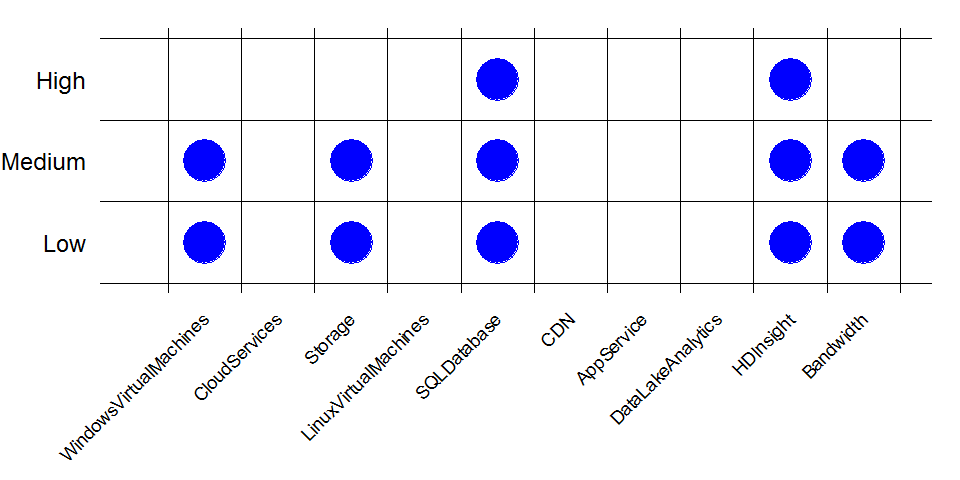 High
Medium
Low
WindowsVirtualMachines
CloudServices
Storage
LinuxVirtualMachines
SQLDatabase
CDN
AppService
DataLakeAnalytics
HDInsight
Bandwidth